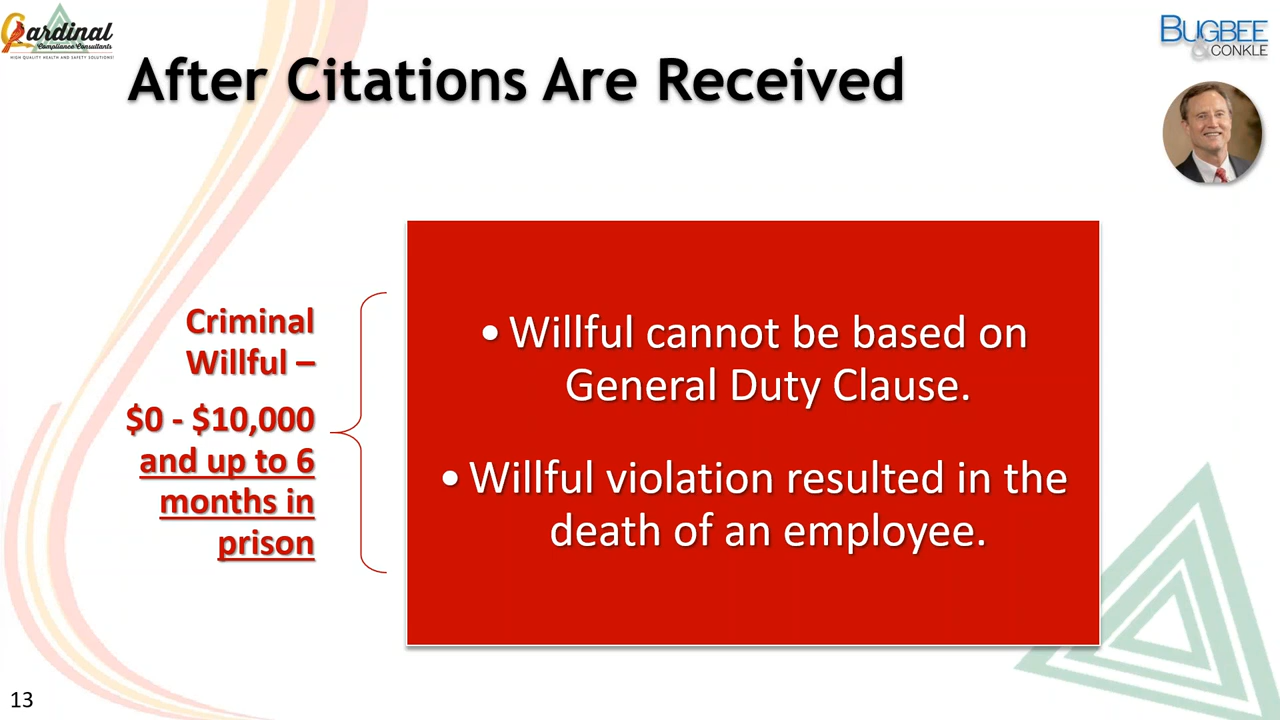 Cardinal
Compliance Consultants
HIGH QUALITY HEALTH AND SAFETY SOLUTIONS!
BUGBEE
& CONKLE
After Citations Are Received
Criminal
Willful –
$0 - $10,000
and up to 6
months in
prison
• Willful cannot be based on
General Duty Clause.
• Willful violation resulted in the
death of an employee.
13